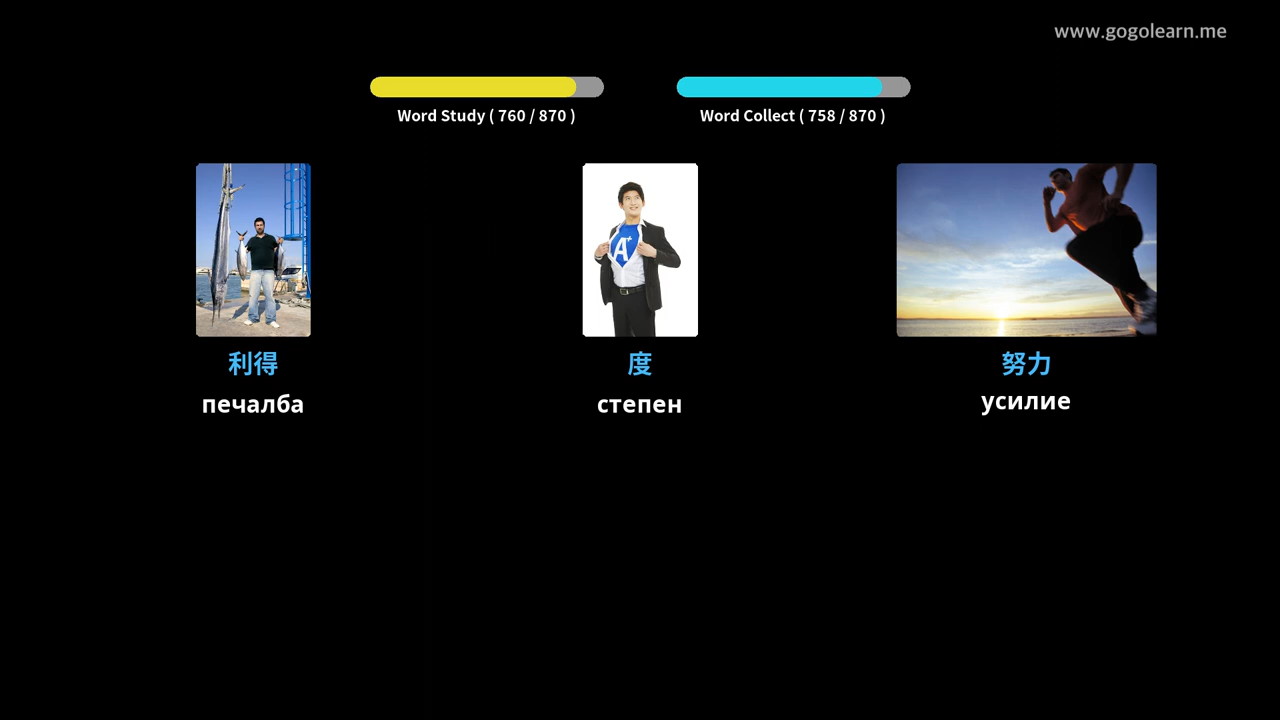 www.gogolearn.me
Word Study ( 760 / 870 )
Word Collect ( 758 / 870 )
A+
利得
度
努力
печалба
степен
усилие